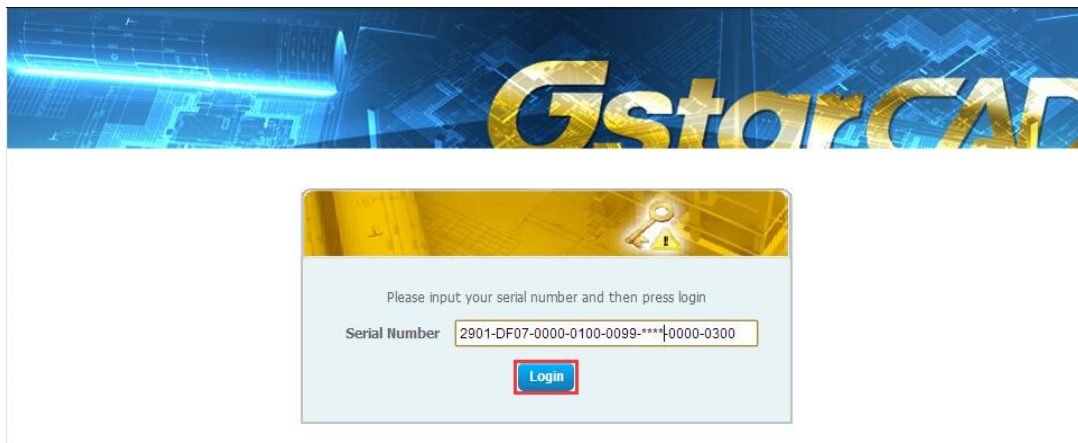 GstarCAD
Please input your serial number and then press login
Serial Number 2901-DF07-0000-0100-0099-****-0000-0300
Login